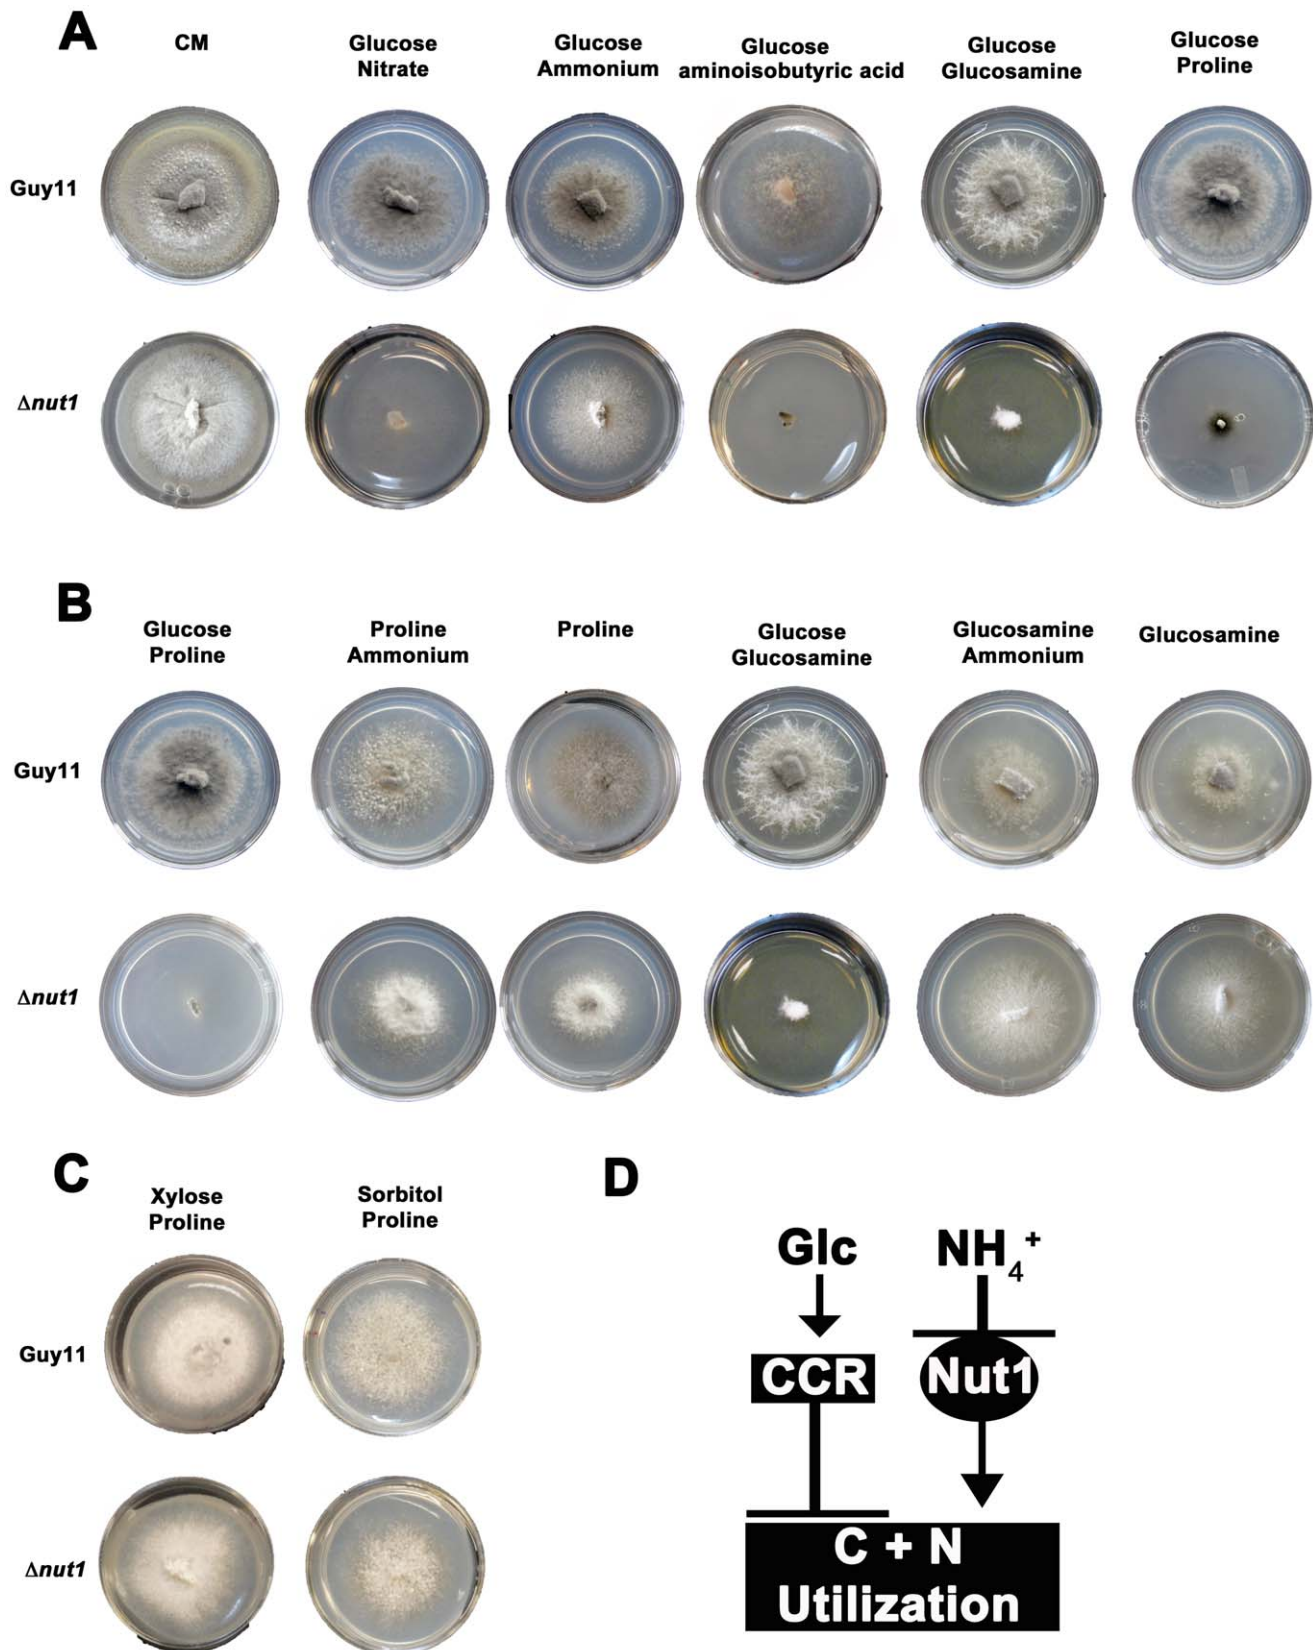 A
CM
Glucose
Nitrate
Glucose
Ammonium
Glucose
aminoisobutyric acid
Glucose
Glucosamine
Glucose
Proline
Guy11
Δnut1
B
Glucose
Proline
Proline
Ammonium
Proline
Glucose
Glucosamine
Glucosamine
Ammonium
Glucosamine
Guy11
Δnut1
C
Xylose
Proline
Sorbitol
Proline
Guy11
Δnut1
D
Glc
NH₄⁺
CCR
Nut1
C + N
Utilization